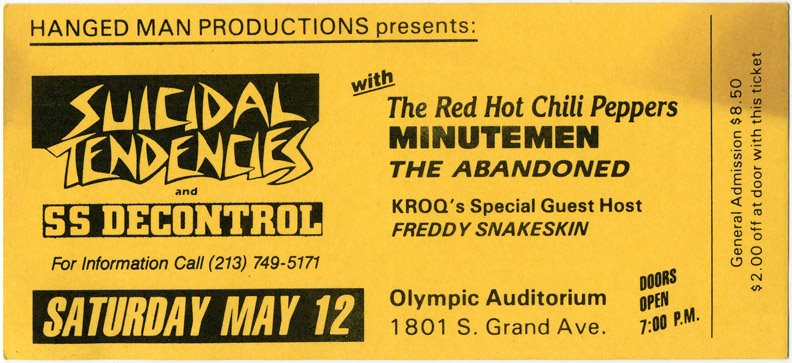 HANGED MAN PRODUCTIONS presents:
SUICIDAL
TENDENCIES
and
SS DECONTROL
For Information Call (213) 749-5171
SATURDAY MAY 12
with
The Red Hot Chili Peppers
MINUTEMEN
THE ABANDONED
KROQ's Special Guest Host
FREDDY SNAKESKIN
Olympic Auditorium
1801 S. Grand Ave.
DOORS
OPEN
7:00 P.M.
General Admission $8.50
$2.00 off at door with this ticket